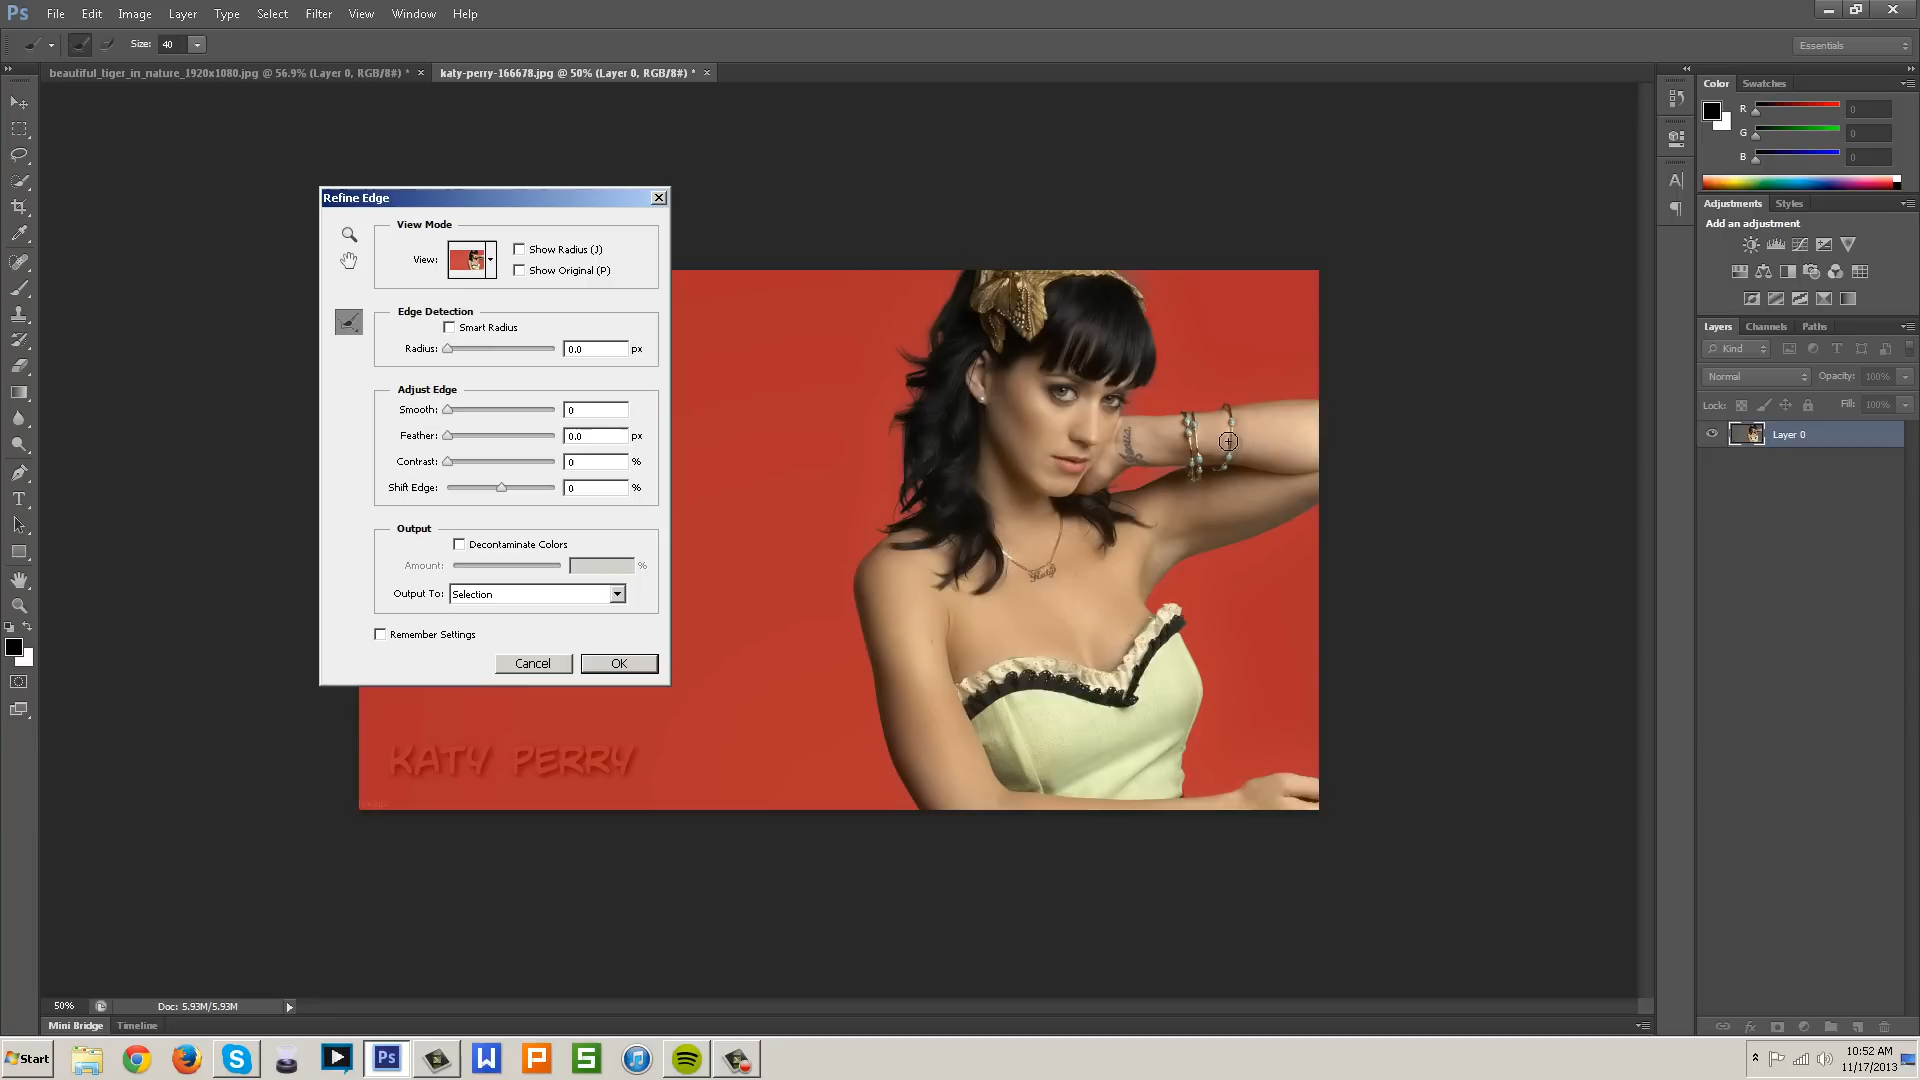 Ps File Edit Image Layer Type Select Filter View Window Help
Size: 40
Essentials
beautiful_tiger_in_nature_1920x1080.jpg @ 56.9% (Layer 0, RGB/8#) *
katy-perry-166678.jpg @ 50% (Layer 0, RGB/8#) *
Color Swatches
R 0
G 0
B 0
Adjustments Styles
Add an adjustment
Layers Channels Paths
Kind
Normal Opacity: 100%
Lock: Fill: 100%
Layer 0
Refine Edge
View Mode
View:
Show Radius (J)
Show Original (P)
Edge Detection
Smart Radius
Radius: 0.0 px
Adjust Edge
Smooth: 0
Feather: 0.0 px
Contrast: 0 %
Shift Edge: 0 %
Output
Decontaminate Colors
Amount: %
Output To: Selection
Remember Settings
Cancel OK
Katy
KATY PERRY
50% Doc: 5.93M/5.93M
Mini Bridge Timeline
Start
Ps
W
P
S
10:52 AM
11/17/2013